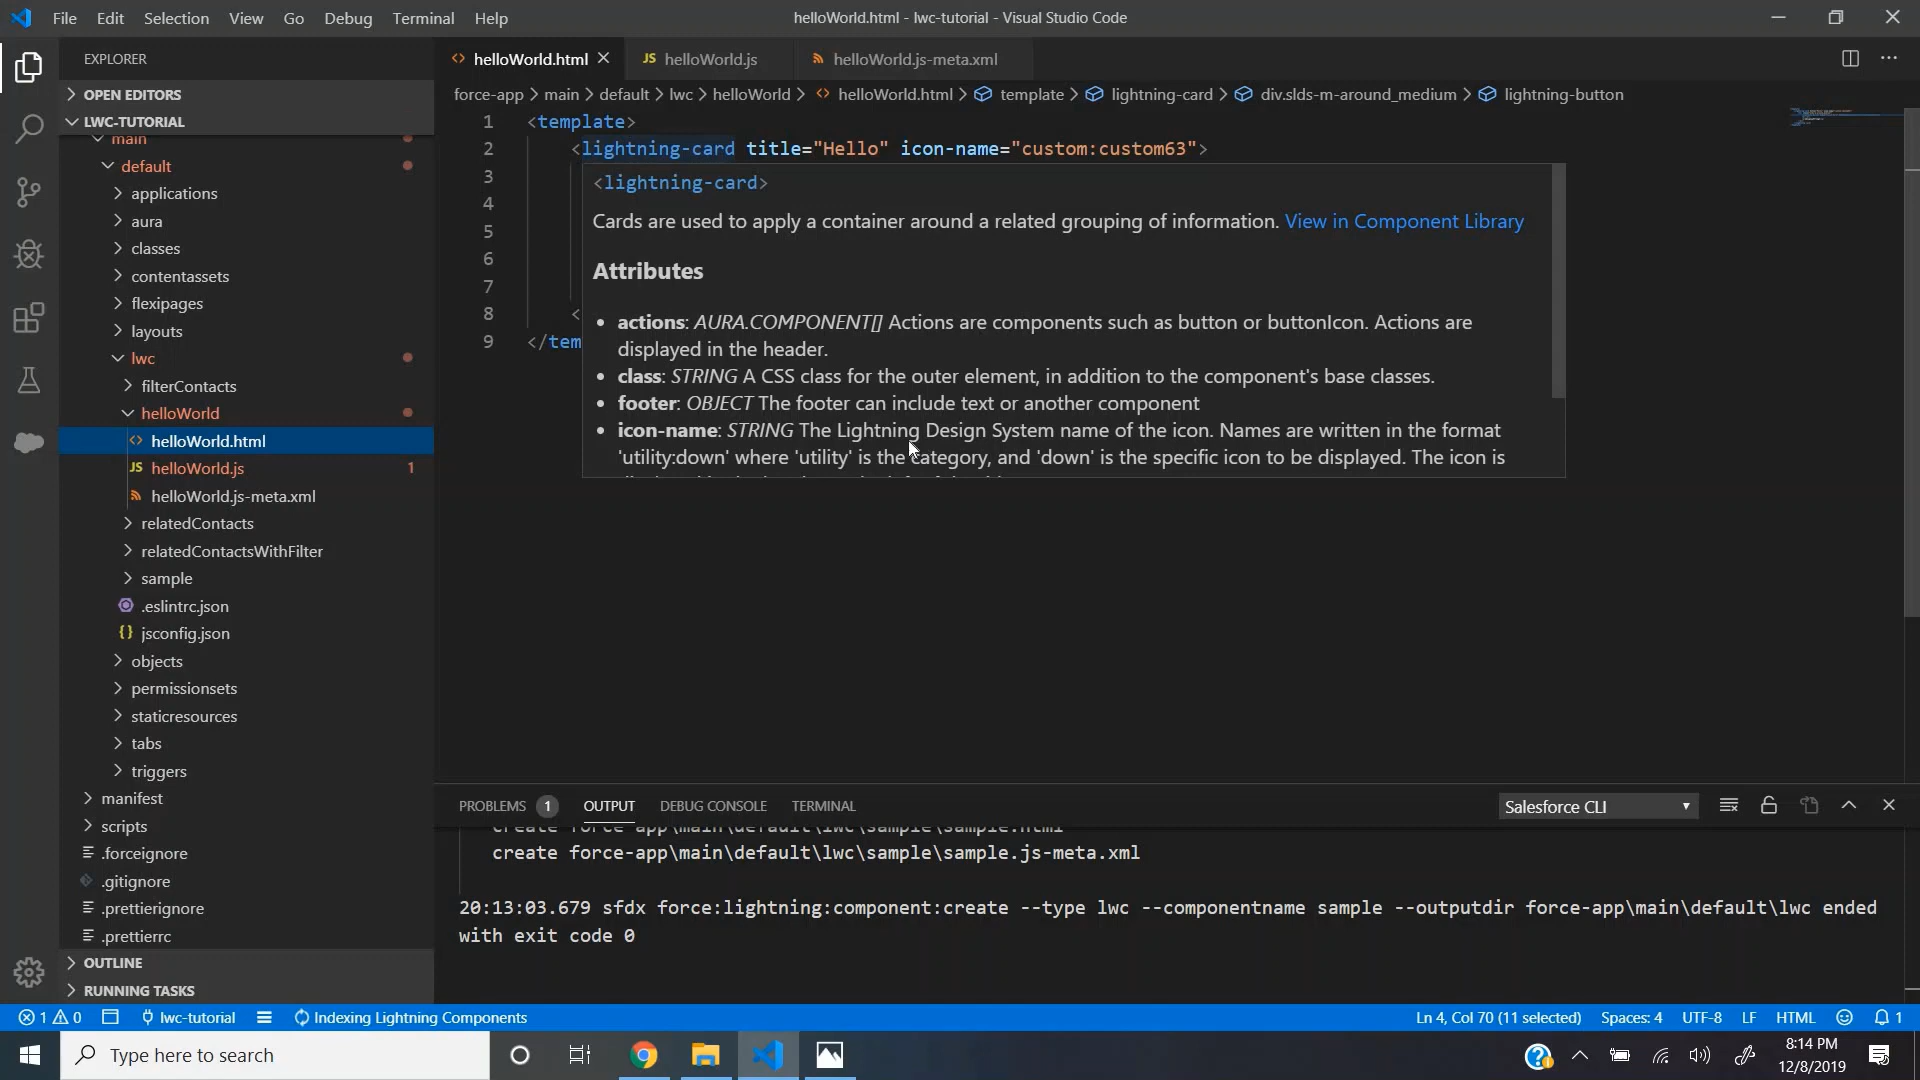 File Edit Selection View Go Debug Terminal Help
helloWorld.html - lwc-tutorial - Visual Studio Code
EXPLORER
OPEN EDITORS
LWC-TUTORIAL
main
default
applications
aura
classes
contentassets
flexipages
layouts
lwc
filterContacts
helloWorld
helloWorld.html
JS helloWorld.js 1
helloWorld.js-meta.xml
relatedContacts
relatedContactsWithFilter
sample
.eslintrc.json
{} jsconfig.json
objects
permissionsets
staticresources
tabs
triggers
manifest
scripts
.forceignore
.gitignore
.prettierignore
.prettierrc
OUTLINE
RUNNING TASKS
helloWorld.html JS helloWorld.js helloWorld.js-meta.xml
force-app > main > default > lwc > helloWorld > helloWorld.html > template > lightning-card > div.slds-m-around_medium > lightning-button
1 <template>
2 <lightning-card title="Hello" icon-name="custom:custom63">
3
4
5
6
7
8 <
9 </tem
<lightning-card>
Cards are used to apply a container around a related grouping of information. View in Component Library
Attributes
• actions: AURA.COMPONENT[] Actions are components such as button or buttonIcon. Actions are
displayed in the header.
• class: STRING A CSS class for the outer element, in addition to the component's base classes.
• footer: OBJECT The footer can include text or another component
• icon-name: STRING The Lightning Design System name of the icon. Names are written in the format
'utility:down' where 'utility' is the category, and 'down' is the specific icon to be displayed. The icon is
PROBLEMS 1 OUTPUT DEBUG CONSOLE TERMINAL
Salesforce CLI
create force-app\main\default\lwc\sample\sample.html
create force-app\main\default\lwc\sample\sample.js-meta.xml
20:13:03.679 sfdx force:lightning:component:create --type lwc --componentname sample --outputdir force-app\main\default\lwc ended
with exit code 0
1 0 lwc-tutorial Indexing Lightning Components
Ln 4, Col 70 (11 selected) Spaces: 4 UTF-8 LF HTML 1
Type here to search
8:14 PM
12/8/2019